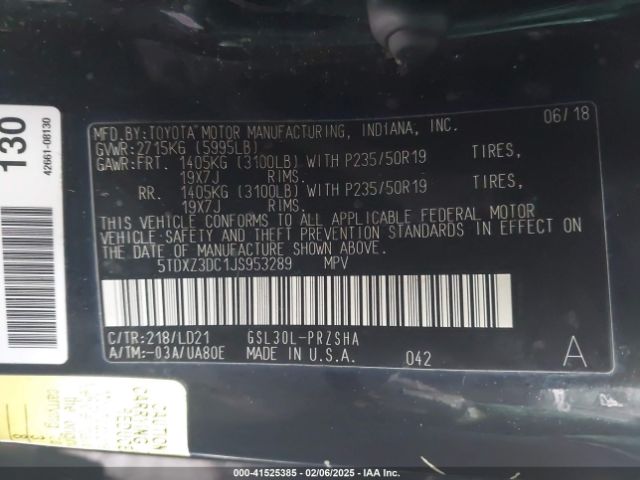 MFD.BY:TOYOTA MOTOR MANUFACTURING, INDIANA, INC. 06/18
GVWR:2715KG (5995LB)
GAWR:FRT. 1405KG (3100LB) WITH P235/50R19 TIRES,
19X7J RIMS.
- RR. 1405KG (3100LB) WITH P235/50R19 TIRES,
19X7J RIMS.
THIS VEHICLE CONFORMS TO ALL APPLICABLE FEDERAL MOTOR
VEHICLE SAFETY AND THEFT PREVENTION STANDARDS IN EFFECT ON
THE DATE OF MANUFACTURE SHOWN ABOVE.
5TDXZ3DC1JS953289 MPV
C/TR:218/LD21 GSL30L-PRZSHA
A/TM:-03A/UA80E MADE IN U.S.A. 042 A
130
42661-08130
000-41525385 - 02/06/2025 - IAAI